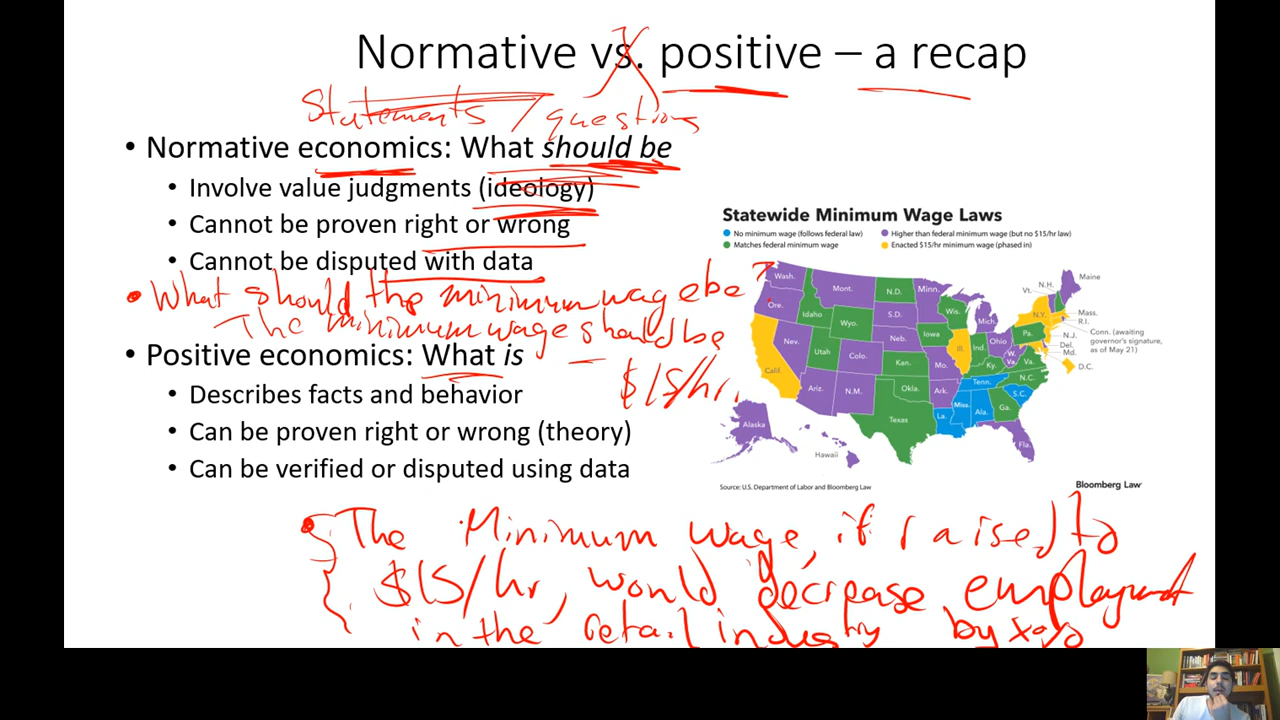 Normative vs. positive – a recap
Statements / questions
• Normative economics: What should be
• Involve value judgments (ideology)
• Cannot be proven right or wrong
• Cannot be disputed with data
• What should the minimum wage be
The minimum wage should be
$15/hr.
• Positive economics: What is
• Describes facts and behavior
• Can be proven right or wrong (theory)
• Can be verified or disputed using data
Statewide Minimum Wage Laws
No minimum wage (follows federal law)
Higher than federal minimum wage (but no $15/hr law)
Matches federal minimum wage
Enacted $15/hr minimum wage (phased in)
Wash.
Mont.
N.D.
Minn.
Vt.
N.H.
Maine
Ore.
Idaho
Wyo.
S.D.
Wis.
Mich.
N.Y.
Mass.
R.I.
Conn. (awaiting
governor's signature,
as of May 21)
Nev.
Utah
Colo.
Neb.
Iowa
Ill.
Ind.
Ohio
Pa.
N.J.
Del.
Md.
D.C.
Calif.
Kan.
Mo.
Ky.
W.
Va.
Va.
Ariz.
N.M.
Okla.
Ark.
Tenn.
N.C.
S.C.
Texas
La.
Miss.
Ala.
Ga.
Fla.
Alaska
Hawaii
Source: U.S. Department of Labor and Bloomberg Law
Bloomberg Law
• The Minimum wage, if raised to
$15/hr, would decrease employment
in the retail industry by x%